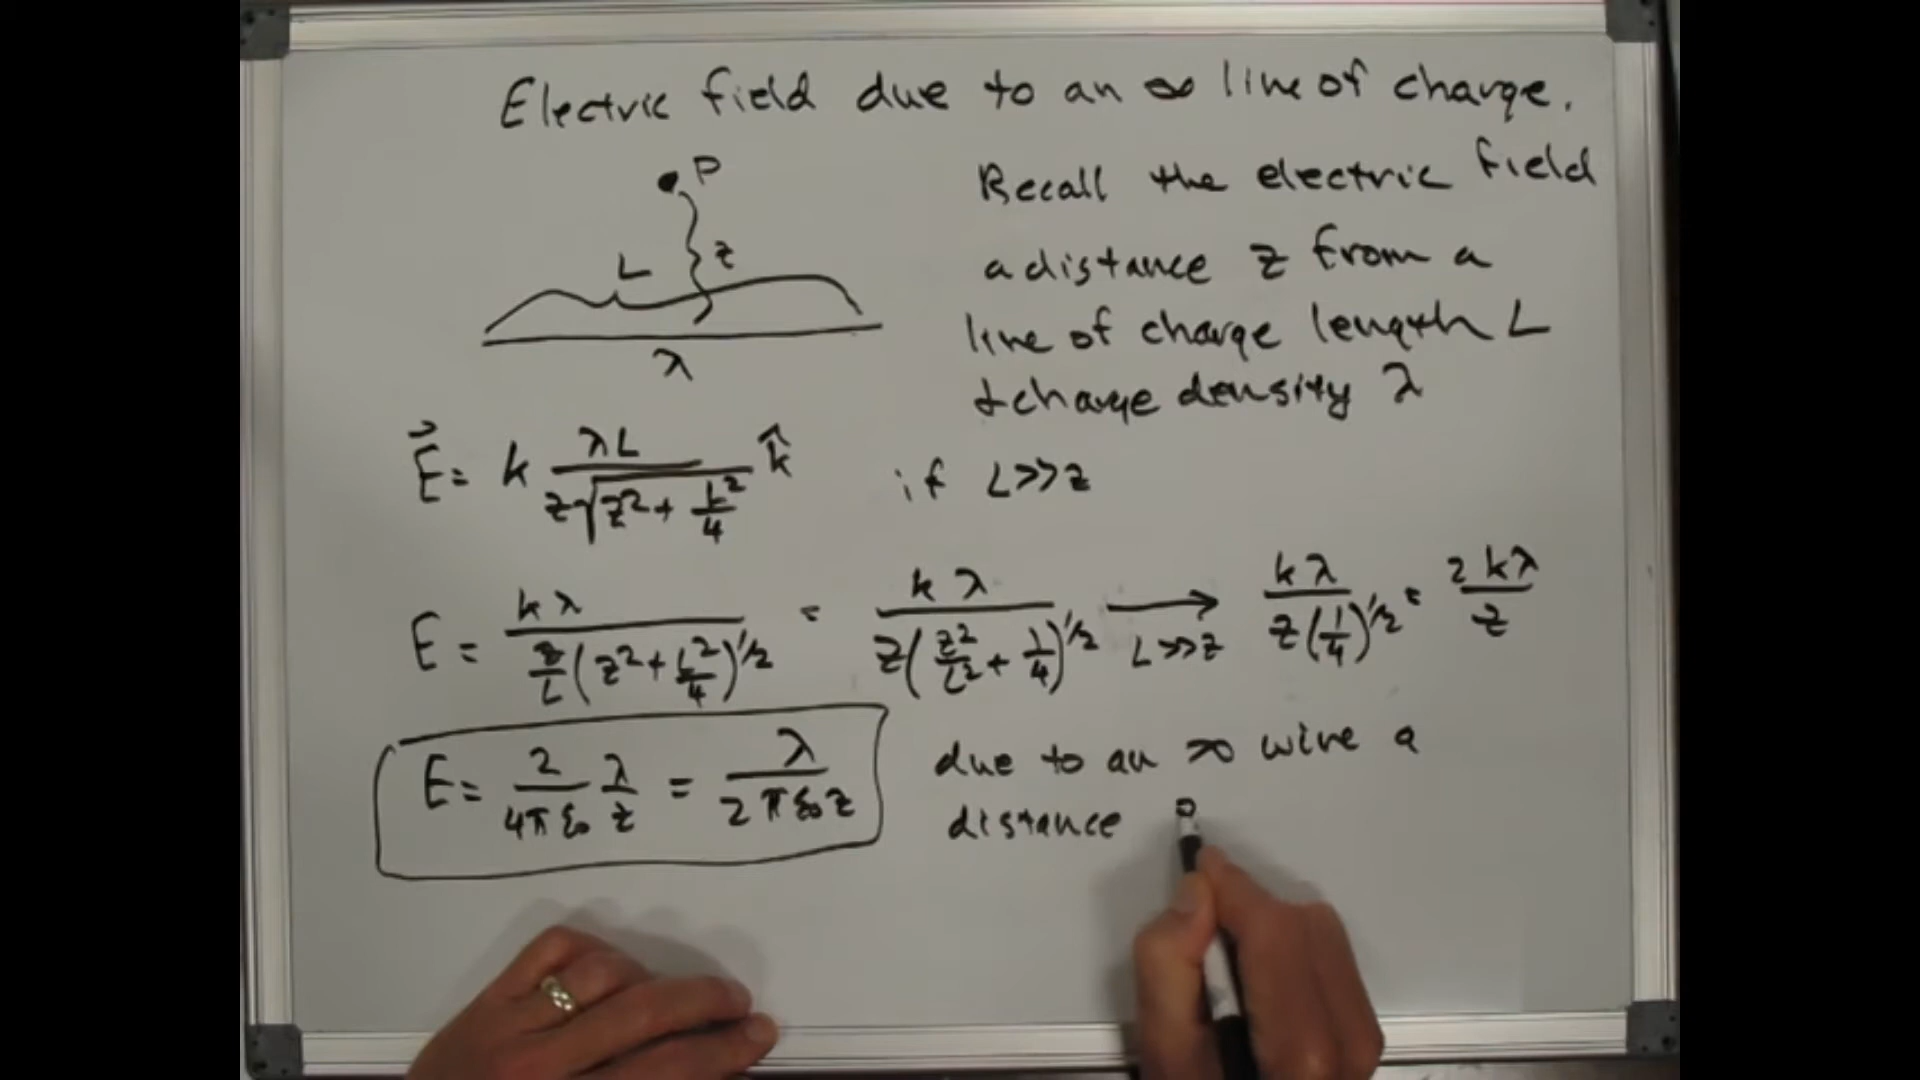 Electric field due to an ∞ line of charge.
P
Recall the electric field
L
z
a distance z from a
line of charge length L
λ
+ charge density λ
E⃗ = k λL / (z√(z² + L²/4)) k̂
if L>>z
E = kλ / (z/L (z² + L²/4)^1/2) = kλ / (z(z²/L² + 1/4)^1/2) → L>>z kλ / (z(1/4)^1/2) = 2kλ / z
E = 2/4πε₀ λ/z = λ/2πε₀z
due to an ∞ wire a
distance